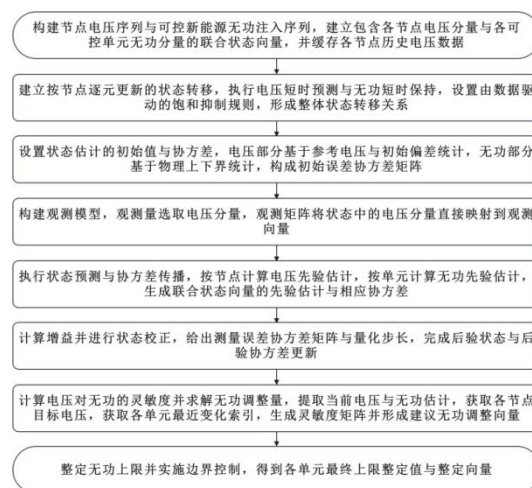 构建节点电压序列与可控新能源无功注入序列，建立包含各节点电压分量与各可
控单元无功分量的联合状态向量，并缓存各节点历史电压数据
建立按节点逐元更新的状态转移，执行电压短时预测与无功短时保持，设置由数据驱
动的饱和抑制规则，形成整体状态转移关系
设置状态估计的初始值与协方差，电压部分基于参考电压与初始偏差统计，无功部分
基于物理上下界统计，构成初始误差协方差矩阵
构建观测模型，观测量选取电压分量，观测矩阵将状态中的电压分量直接映射到观测
向量
执行状态预测与协方差传播，按节点计算电压先验估计，按单元计算无功先验估计，
生成联合状态向量的先验估计与相应协方差
计算增益并进行状态校正，给出测量误差协方差矩阵与量化步长，完成后验状态与后
验协方差更新
计算电压对无功的灵敏度并求解无功调整量，提取当前电压与无功估计，获取各节点
目标电压，获取各单元最近变化索引，生成灵敏度矩阵并形成建议无功调整向量
整定无功上限并实施边界控制，得到各单元最终上限整定值与整定向量